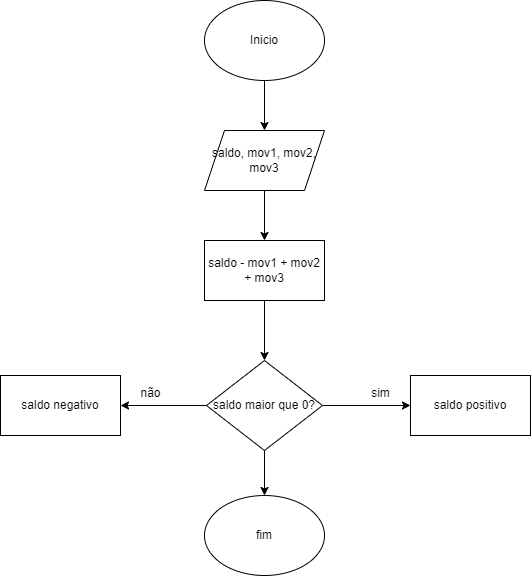 Inicio
saldo, mov1, mov2,
mov3
saldo - mov1 + mov2
+ mov3
não
sim
saldo negativo
saldo maior que 0?
saldo positivo
fim